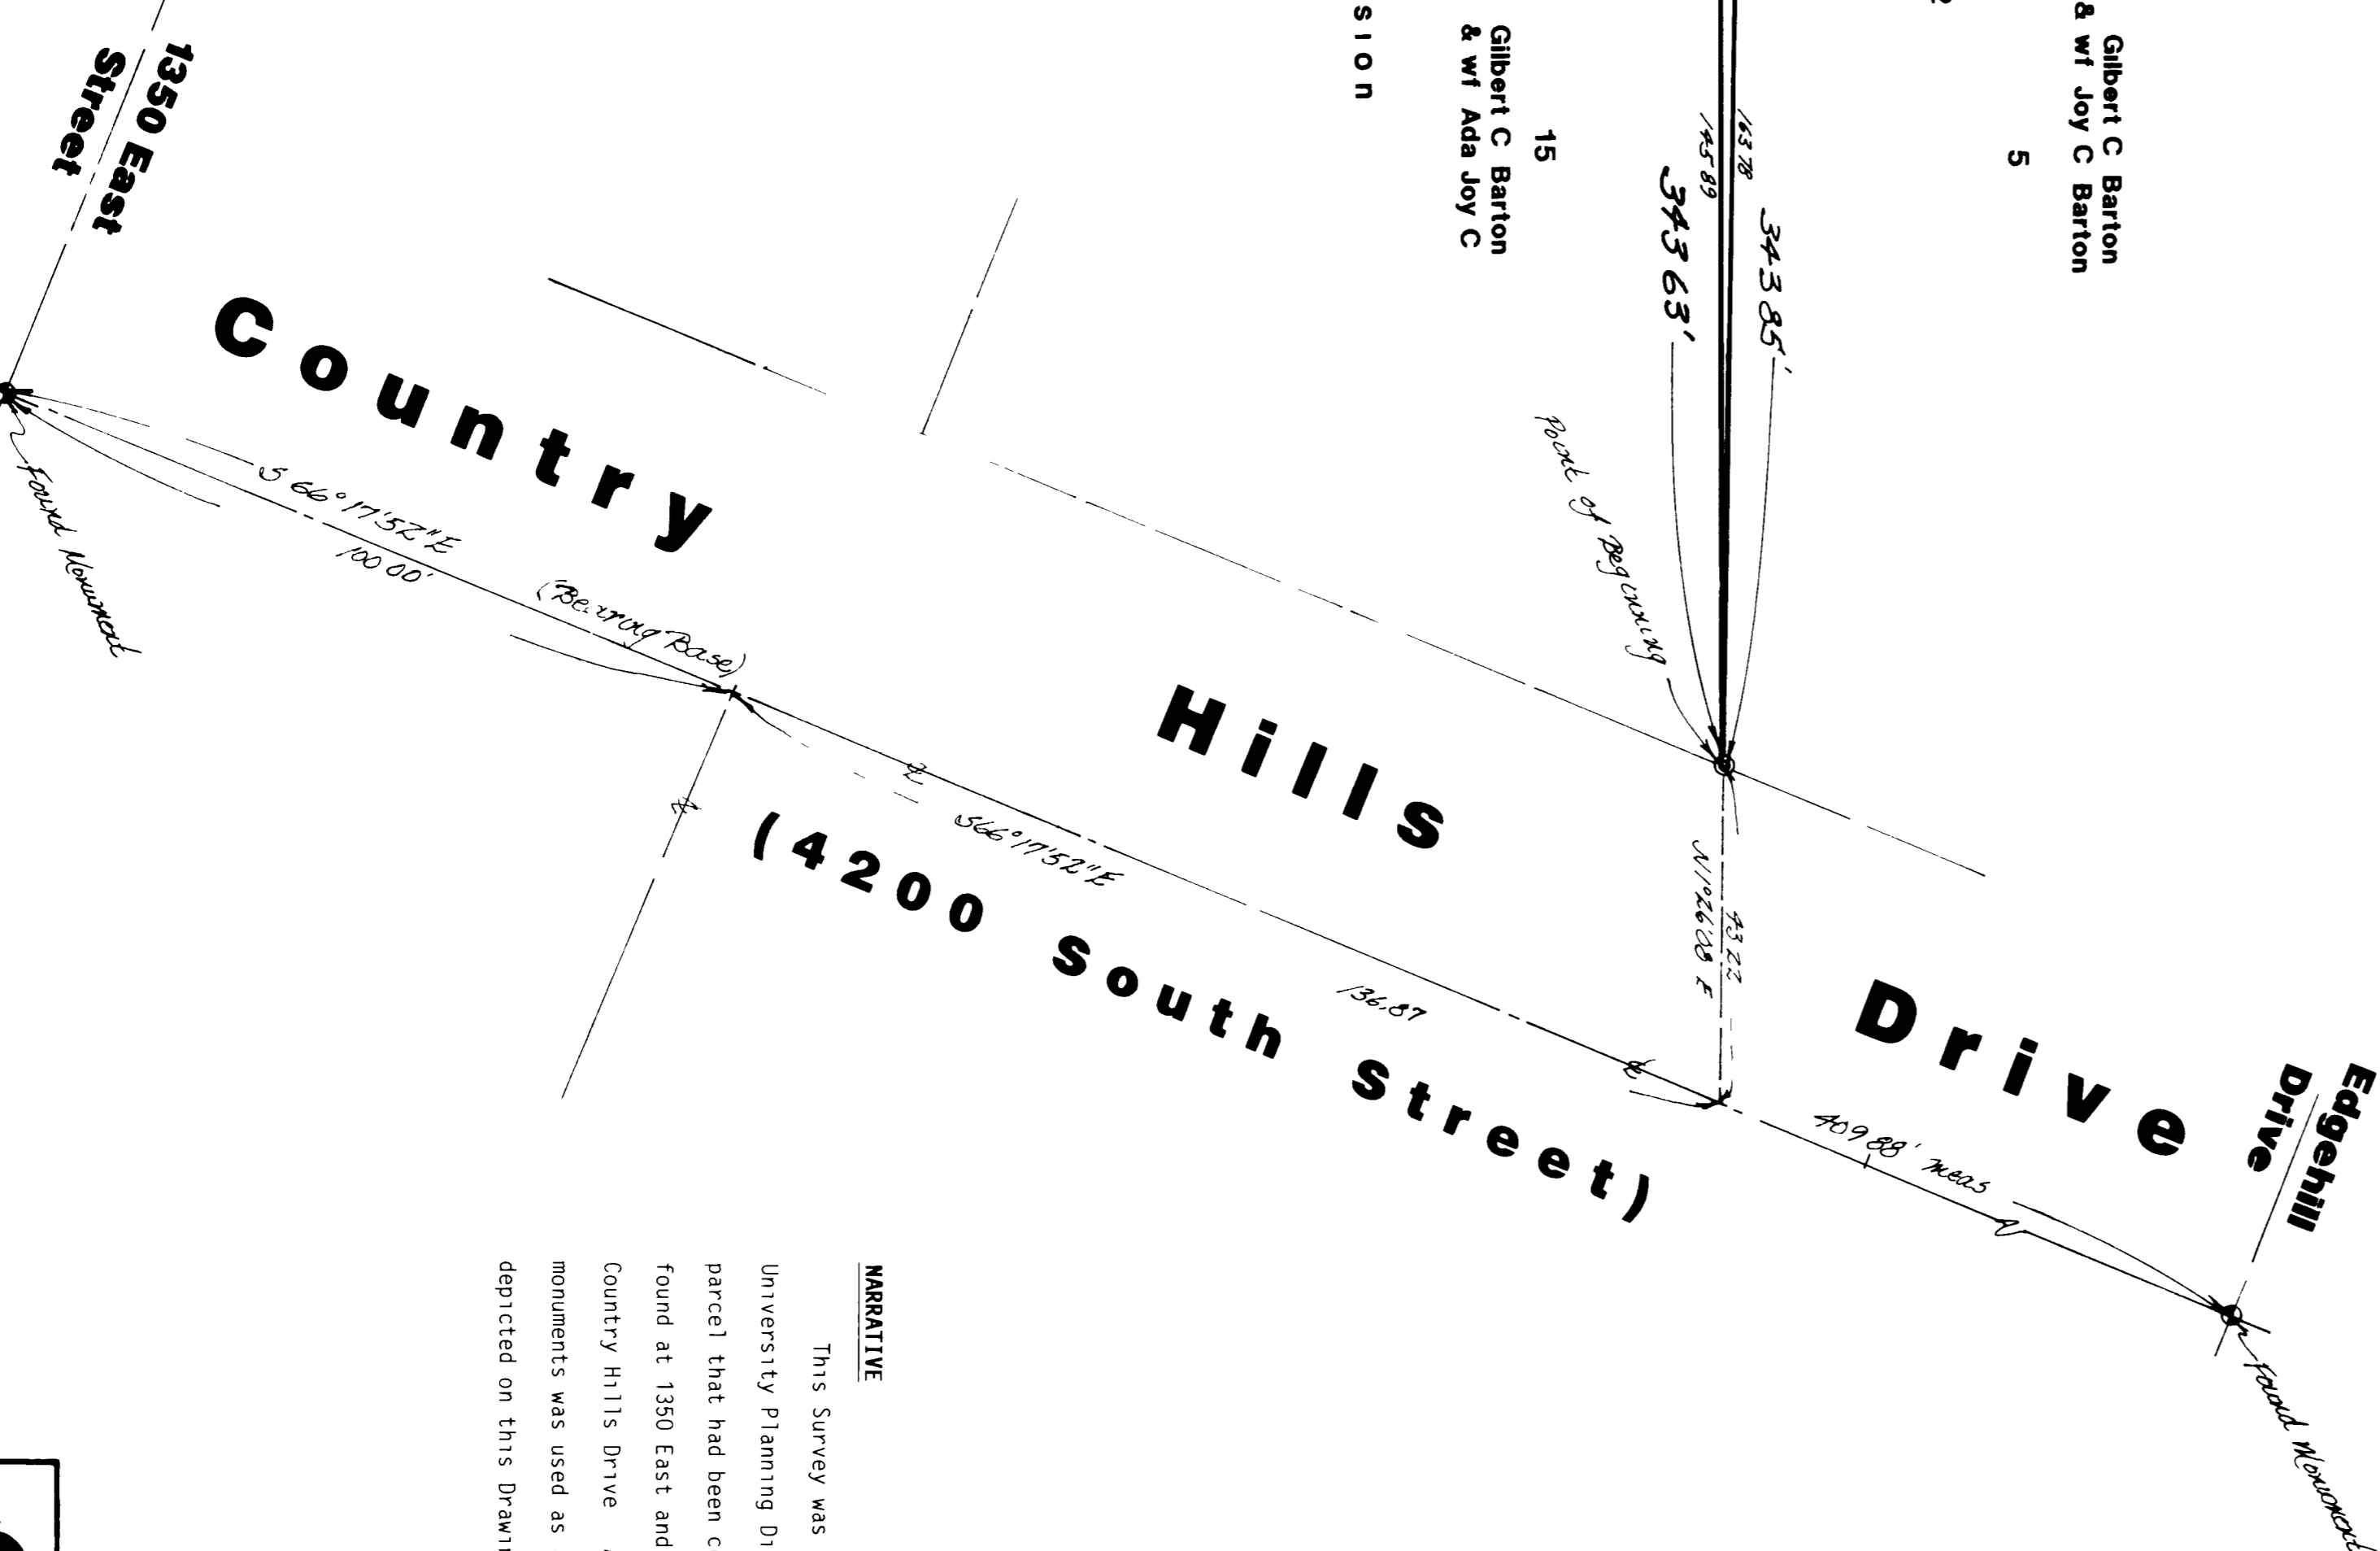 1350 East
Street
sion
15
Gilbert C Barton
& wf Ada Joy C
Gilbert C Barton
& wf Joy C Barton
5
163 78
145 89
343 63'
343 85'
Point of Beginning
Country
Hills
Drive
(4200 South Street)
S 66° 17' 52" E
100 00'
(Bearing Base)
Found Monument
S 66° 17' 52" E
136.87
N 1° 26' 08 E
43 22
409 88' meas
Edgehill
Drive
Found Monument
NARRATIVE
This Survey was
University Planning
parcel that had been
found at 1350 East and
Country Hills Drive
monuments was used as
depicted on this